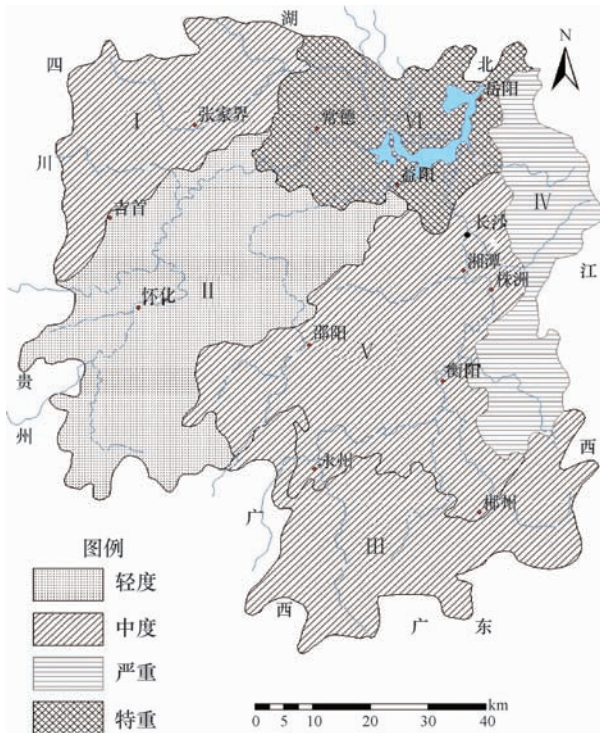 湖
北
N
四
川
贵
州
广
西
广
东
江
西
I
张家界
吉首
怀化
II
常德
VI
岳阳
益阳
IV
长沙
湘潭
株洲
邵阳
V
衡阳
永州
郴州
III
图例
轻度
中度
严重
特重
km
0 5 10 20 30 40